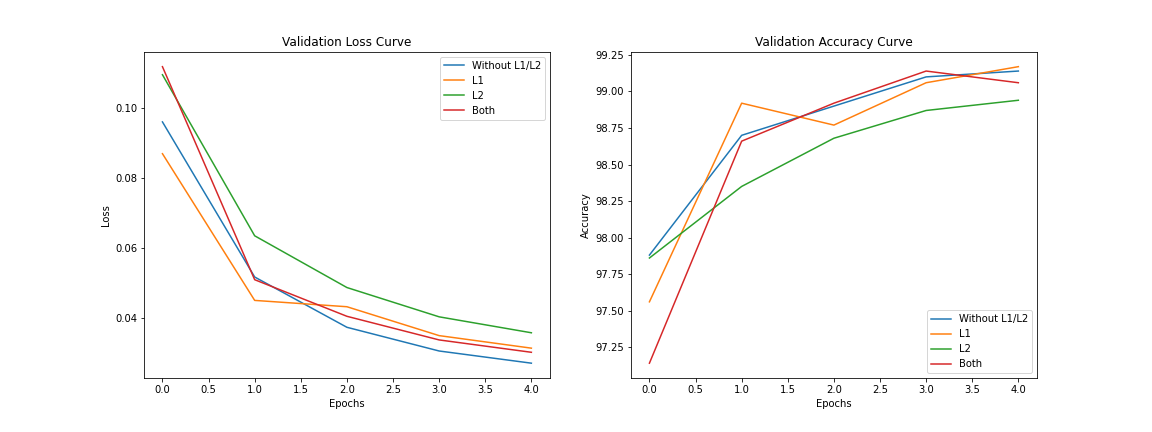 Validation Loss Curve
Loss
0.10
0.08
0.06
0.04
Without L1/L2
L1
L2
Both
0.0 0.5 1.0 1.5 2.0 2.5 3.0 3.5 4.0
Epochs
Validation Accuracy Curve
Accuracy
99.25
99.00
98.75
98.50
98.25
98.00
97.75
97.50
97.25
Without L1/L2
L1
L2
Both
0.0 0.5 1.0 1.5 2.0 2.5 3.0 3.5 4.0
Epochs